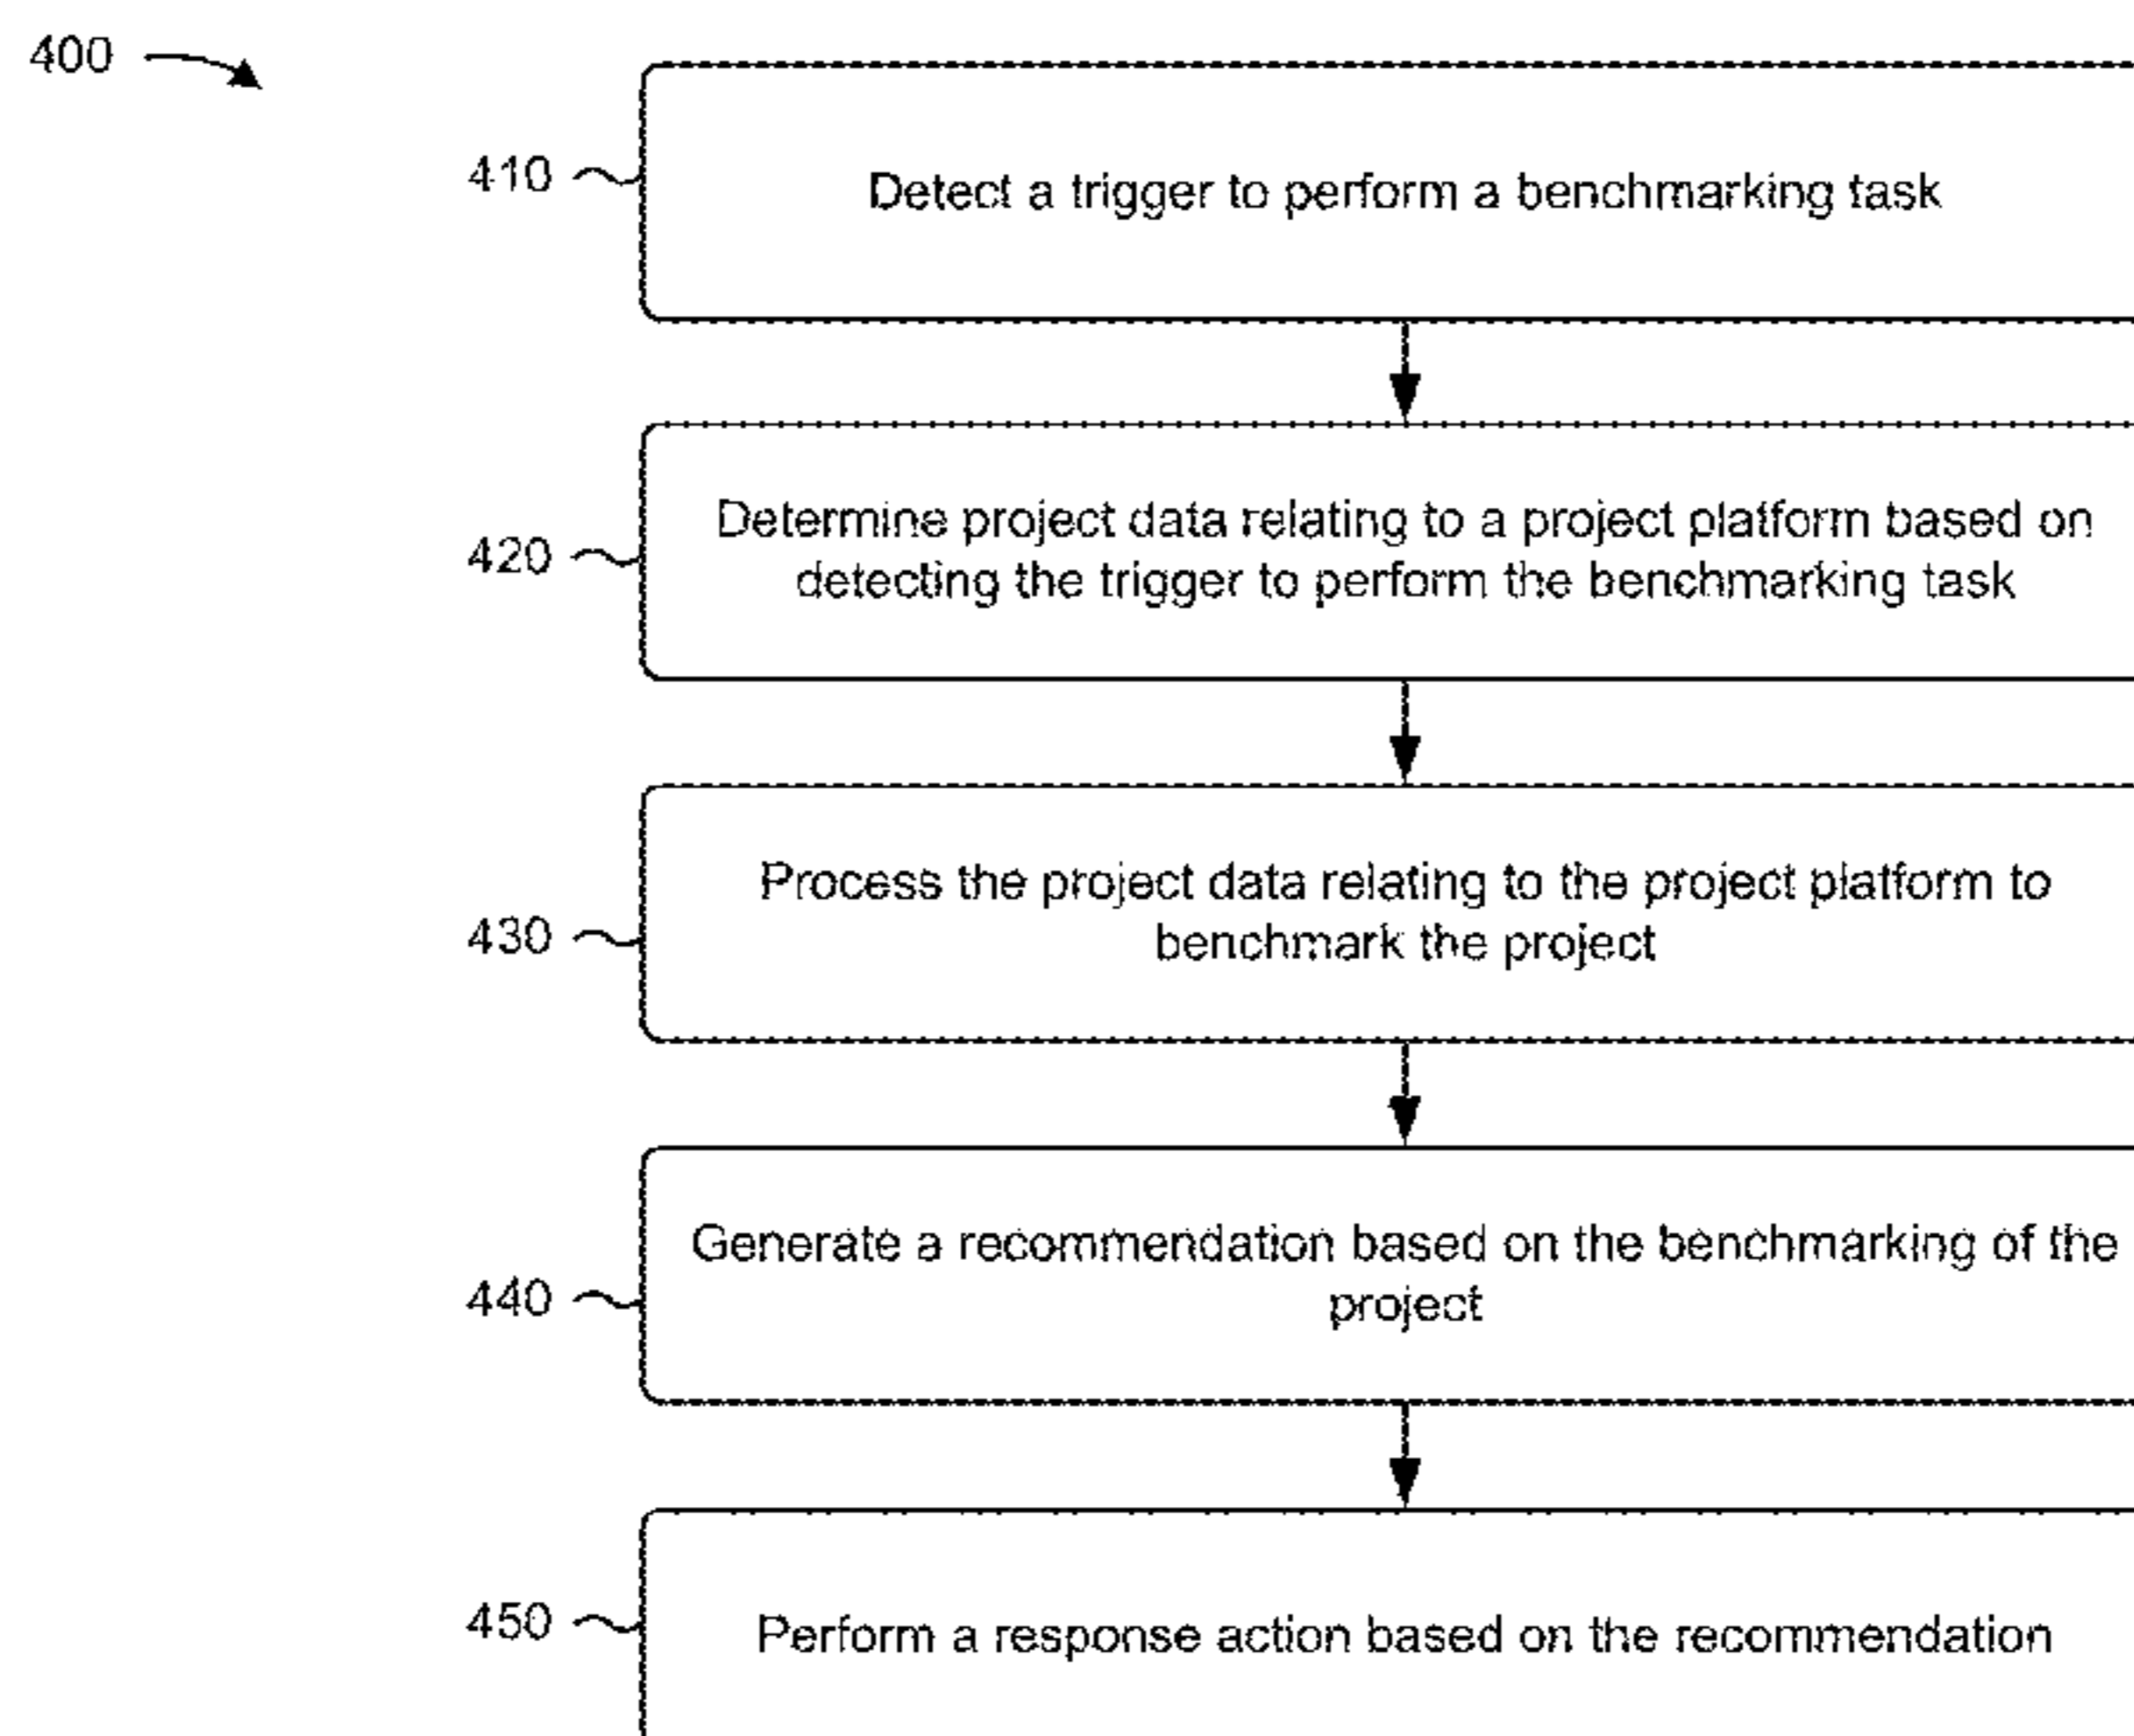 400
410
Detect a trigger to perform a benchmarking task
420
Determine project data relating to a project platform based on
detecting the trigger to perform the benchmarking task
430
Process the project data relating to the project platform to
benchmark the project
440
Generate a recommendation based on the benchmarking of the
project
450
Perform a response action based on the recommendation